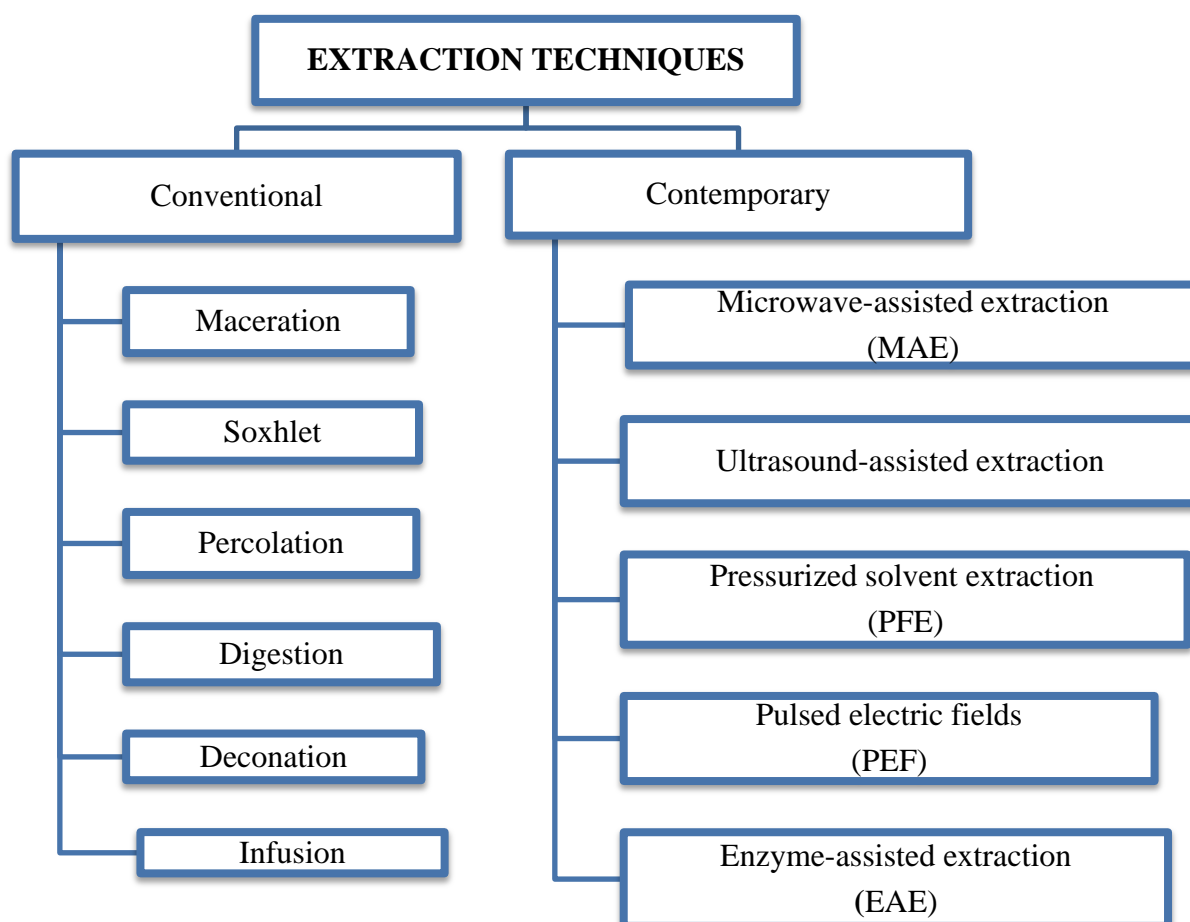 EXTRACTION TECHNIQUES
Conventional
Maceration
Soxhlet
Percolation
Digestion
Deconation
Infusion
Contemporary
Microwave-assisted extraction
(MAE)
Ultrasound-assisted extraction
Pressurized solvent extraction
(PFE)
Pulsed electric fields
(PEF)
Enzyme-assisted extraction
(EAE)